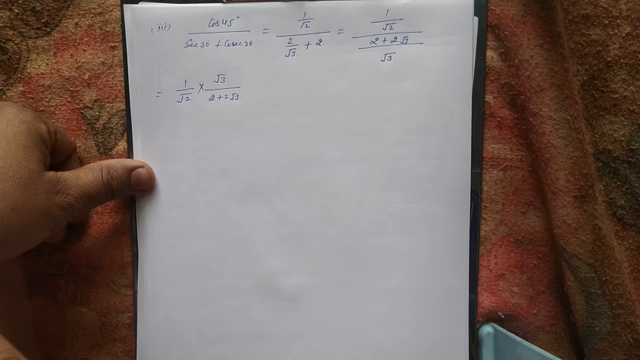 (iii) cos 45° / Sec 30 + Cosec 30 = 1/√2 / 2/√3 + 2 = 1/√2 / 2+2√3/√3
= 1/√2 × √3/2+2√3